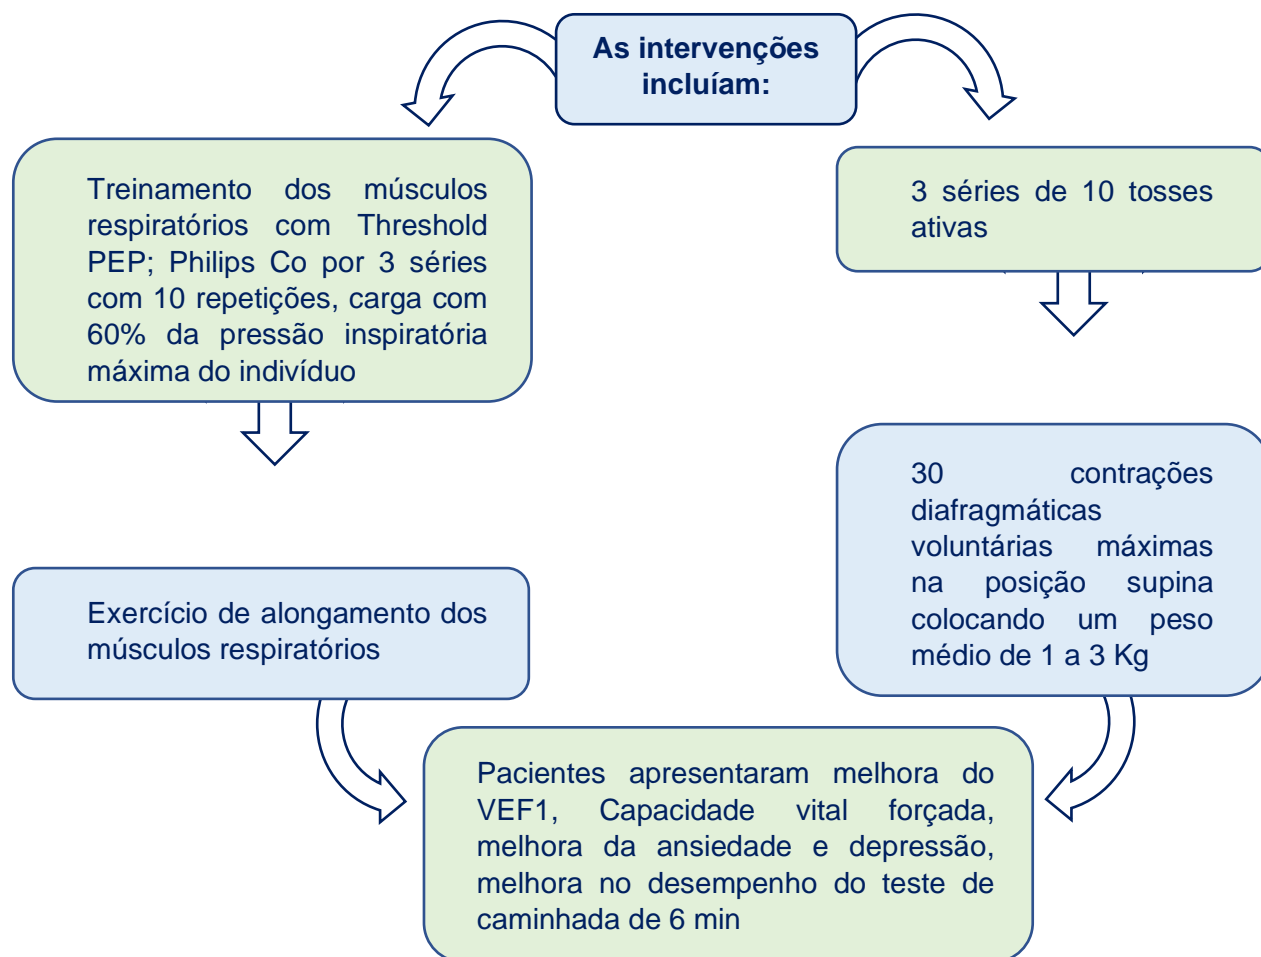 As intervenções
incluíam:
Treinamento dos músculos
respiratórios com Threshold
PEP; Philips Co por 3 séries
com 10 repetições, carga com
60% da pressão inspiratória
máxima do indivíduo
3 séries de 10 tosses
ativas
Exercício de alongamento dos
músculos respiratórios
30 contrações
diafragmáticas
voluntárias máximas
na posição supina
colocando um peso
médio de 1 a 3 Kg
Pacientes apresentaram melhora do
VEF1, Capacidade vital forçada,
melhora da ansiedade e depressão,
melhora no desempenho do teste de
caminhada de 6 min